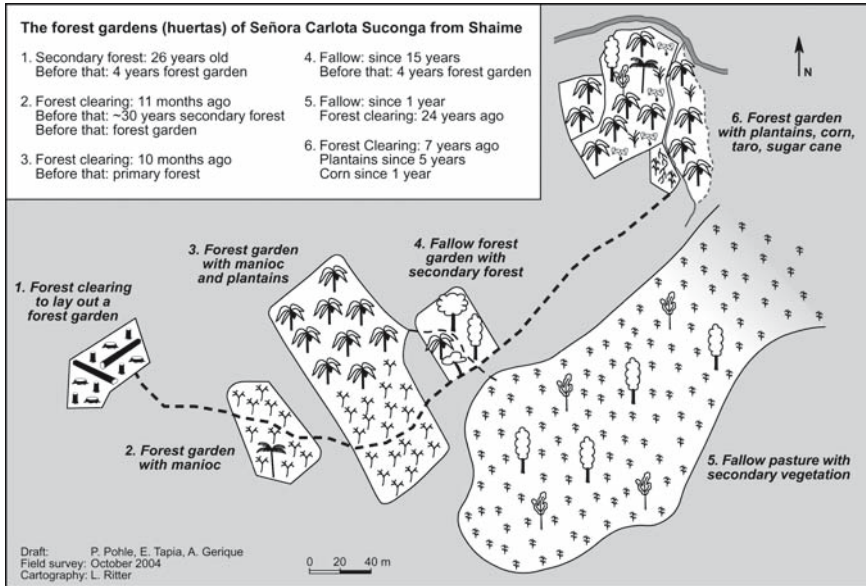 The forest gardens (huertas) of Señora Carlota Suconga from Shaime
1. Secondary forest: 26 years old
Before that: 4 years forest garden
2. Forest clearing: 11 months ago
Before that: ~30 years secondary forest
Before that: forest garden
3. Forest clearing: 10 months ago
Before that: primary forest
4. Fallow: since 15 years
Before that: 4 years forest garden
5. Fallow: since 1 year
Forest clearing: 24 years ago
6. Forest Clearing: 7 years ago
Plantains since 5 years
Corn since 1 year
N
6. Forest garden
with plantains, corn,
taro, sugar cane
3. Forest garden
with manioc
and plantains
4. Fallow forest
garden with
secondary forest
1. Forest clearing
to lay out a
forest garden
2. Forest garden
with manioc
5. Fallow pasture with
secondary vegetation
Draft: P. Pohle, E. Tapia, A. Gerique
Field survey: October 2004
Cartography: L. Ritter
0 20 40 m